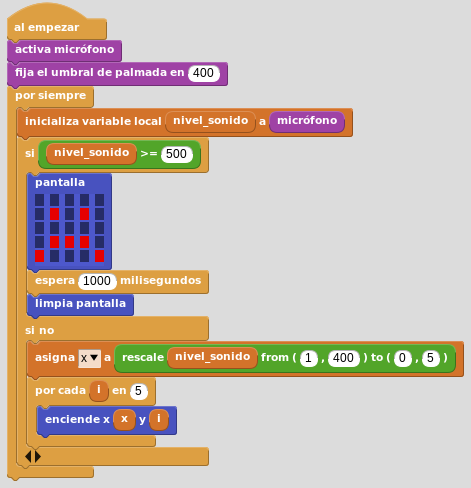 al empezar
activa micrófono
fija el umbral de palmada en 400
por siempre
inicializa variable local nivel_sonido a micrófono
si nivel_sonido >= 500
pantalla
espera 1000 milisegundos
limpia pantalla
si no
asigna x a rescale nivel_sonido from ( 1 , 400 ) to ( 0 , 5 )
por cada i en 5
enciende x x y i